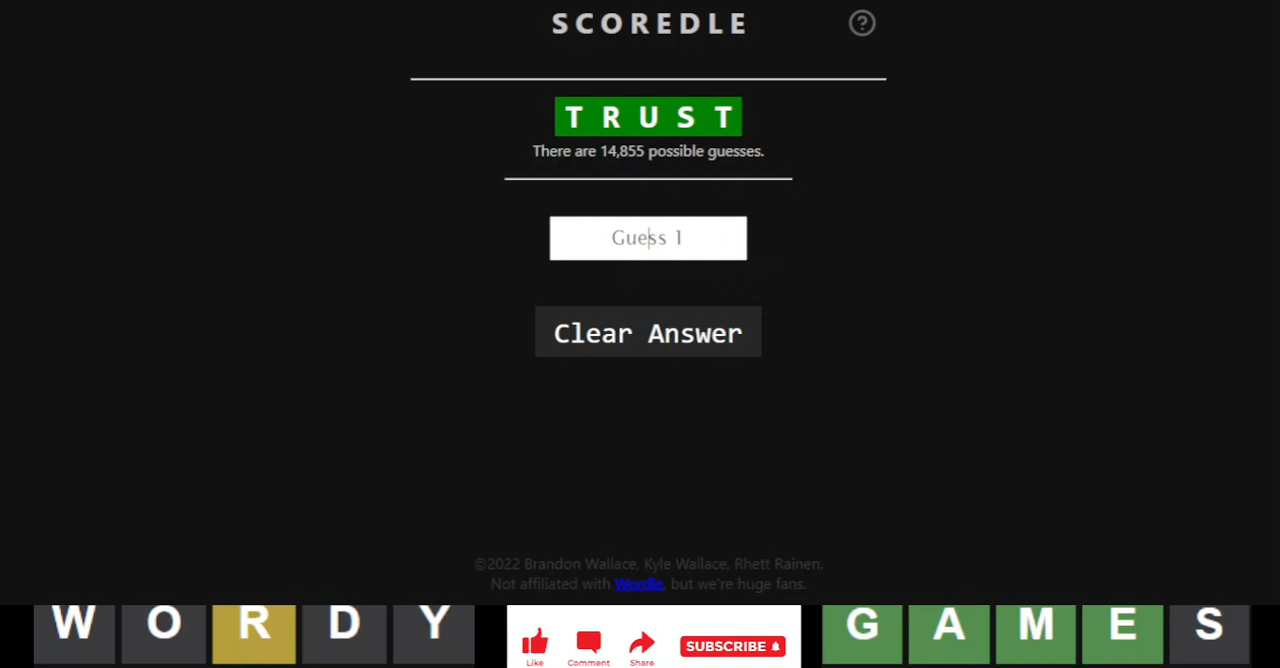 SCOREDLE ?
TRUST
There are 14,855 possible guesses.
Guess 1
Clear Answer
©2022 Brandon Wallace, Kyle Wallace, Rhett Rainen.
Not affiliated with Wordle, but we're huge fans.
WORDY GAMES
SUBSCRIBE
Like Comment Share